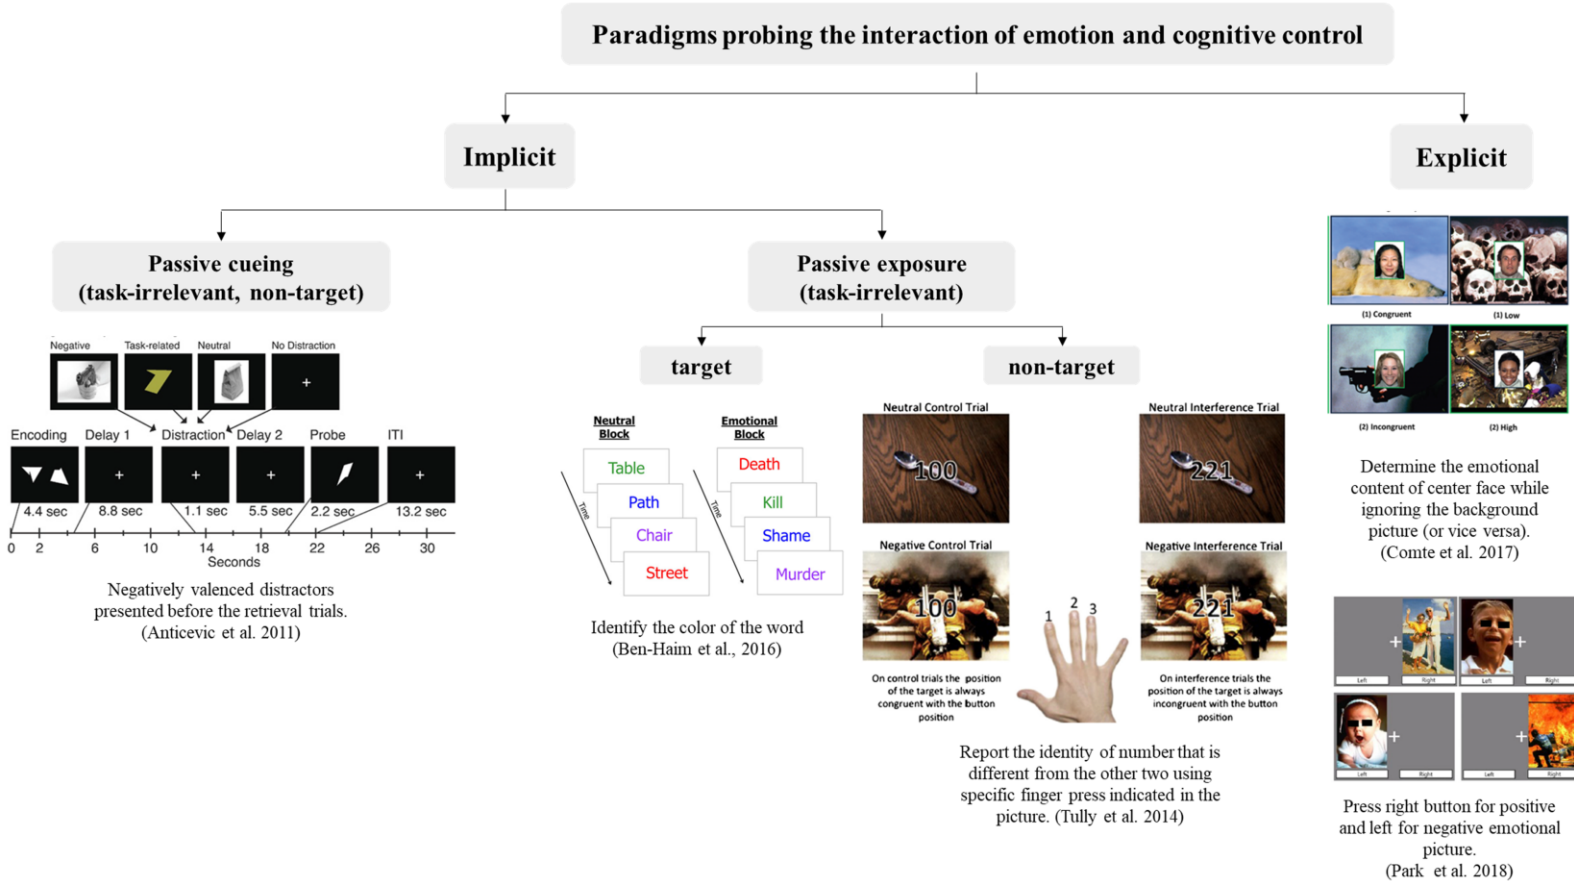 Paradigms probing the interaction of emotion and cognitive control
Implicit
Explicit
Passive cueing
(task-irrelevant, non-target)
Passive exposure
(task-irrelevant)
target
non-target
Negative
Task-related
Neutral
No Distraction
Encoding
Delay 1
Distraction
Delay 2
Probe
ITI
4.4 sec
8.8 sec
1.1 sec
5.5 sec
2.2 sec
13.2 sec
0 2 6 10 14 18 22 26 30
Seconds
Negatively valenced distractors
presented before the retrieval trials.
(Anticevic et al. 2011)
Neutral
Block
Table
Path
Chair
Street
Time
Emotional
Block
Death
Kill
Shame
Murder
Time
Identify the color of the word
(Ben-Haim et al., 2016)
Neutral Control Trial
100
Neutral Interference Trial
221
Negative Control Trial
100
Negative Interference Trial
221
1 2 3
On control trials the position
of the target is always
congruent with the button
position
On interference trials the
position of the target is always
incongruent with the button
position
Report the identity of number that is
different from the other two using
specific finger press indicated in the
picture. (Tully et al. 2014)
(1) Congruent
(1) Low
(2) Incongruent
(2) High
Determine the emotional
content of center face while
ignoring the background
picture (or vice versa).
(Comte et al. 2017)
Left
Right
Left
Right
Left
Right
Left
Right
Press right button for positive
and left for negative emotional
picture.
(Park et al. 2018)